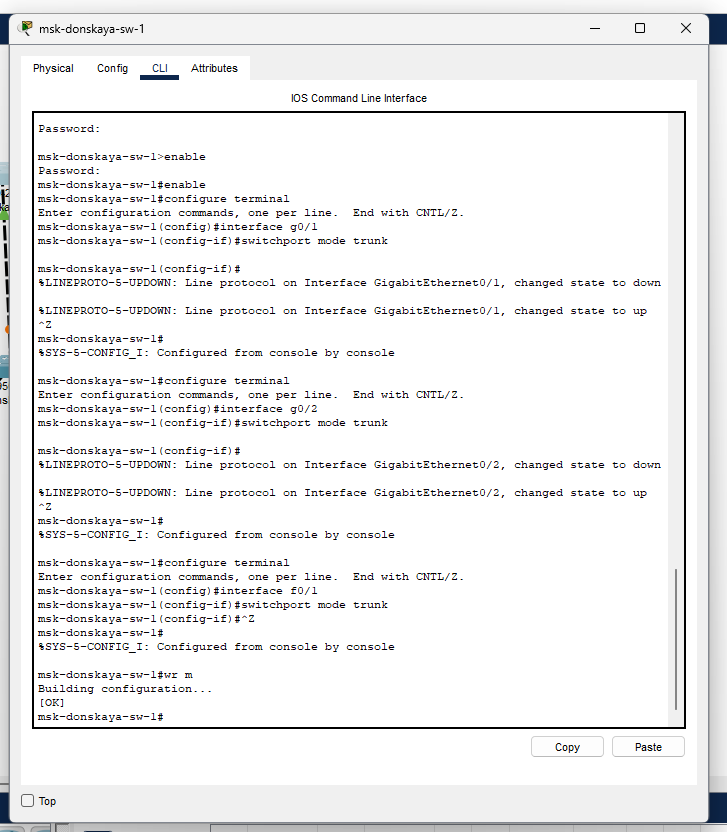 msk-donskaya-sw-1
Physical Config CLI Attributes
IOS Command Line Interface
Password:
msk-donskaya-sw-1>enable
Password:
msk-donskaya-sw-1#enable
msk-donskaya-sw-1#configure terminal
Enter configuration commands, one per line.  End with CNTL/Z.
msk-donskaya-sw-1(config)#interface g0/1
msk-donskaya-sw-1(config-if)#switchport mode trunk
msk-donskaya-sw-1(config-if)#
%LINEPROTO-5-UPDOWN: Line protocol on Interface GigabitEthernet0/1, changed state to down
%LINEPROTO-5-UPDOWN: Line protocol on Interface GigabitEthernet0/1, changed state to up
^Z
msk-donskaya-sw-1#
%SYS-5-CONFIG_I: Configured from console by console
msk-donskaya-sw-1#configure terminal
Enter configuration commands, one per line.  End with CNTL/Z.
msk-donskaya-sw-1(config)#interface g0/2
msk-donskaya-sw-1(config-if)#switchport mode trunk
msk-donskaya-sw-1(config-if)#
%LINEPROTO-5-UPDOWN: Line protocol on Interface GigabitEthernet0/2, changed state to down
%LINEPROTO-5-UPDOWN: Line protocol on Interface GigabitEthernet0/2, changed state to up
^Z
msk-donskaya-sw-1#
%SYS-5-CONFIG_I: Configured from console by console
msk-donskaya-sw-1#configure terminal
Enter configuration commands, one per line.  End with CNTL/Z.
msk-donskaya-sw-1(config)#interface f0/1
msk-donskaya-sw-1(config-if)#switchport mode trunk
msk-donskaya-sw-1(config-if)#^Z
msk-donskaya-sw-1#
%SYS-5-CONFIG_I: Configured from console by console
msk-donskaya-sw-1#wr m
Building configuration...
[OK]
msk-donskaya-sw-1#
Copy Paste
Top